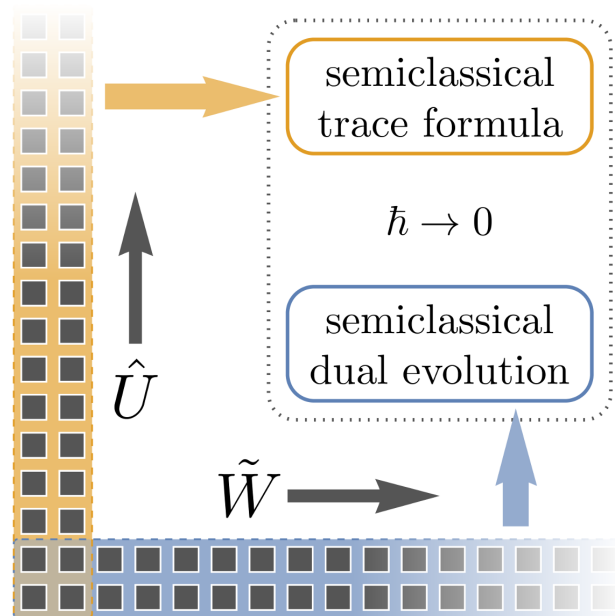 semiclassical
trace formula
ħ → 0
semiclassical
dual evolution
Û
W̃